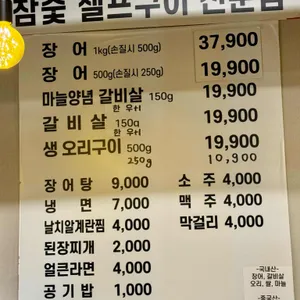 참숯 셀프구이 전문점
장 어 1kg(손질시 500g) 37,900
장 어 500g(손질시 250g) 19,900
마늘양념 갈비살 150g 19,900
한 우+1
갈 비 살 150g 19,900
한 우+1
생 오리구이 500g 19,900
250g 10,900
장 어 탕 9,000
냉 면 7,000
날치알계란찜 4,000
된장찌개 2,000
얼큰라면 4,000
공 기 밥 1,000
소 주 4,000
맥 주 4,000
막걸리 4,000
-국내산-
장어, 갈비살
오리, 쌀, 마늘
-중국산-